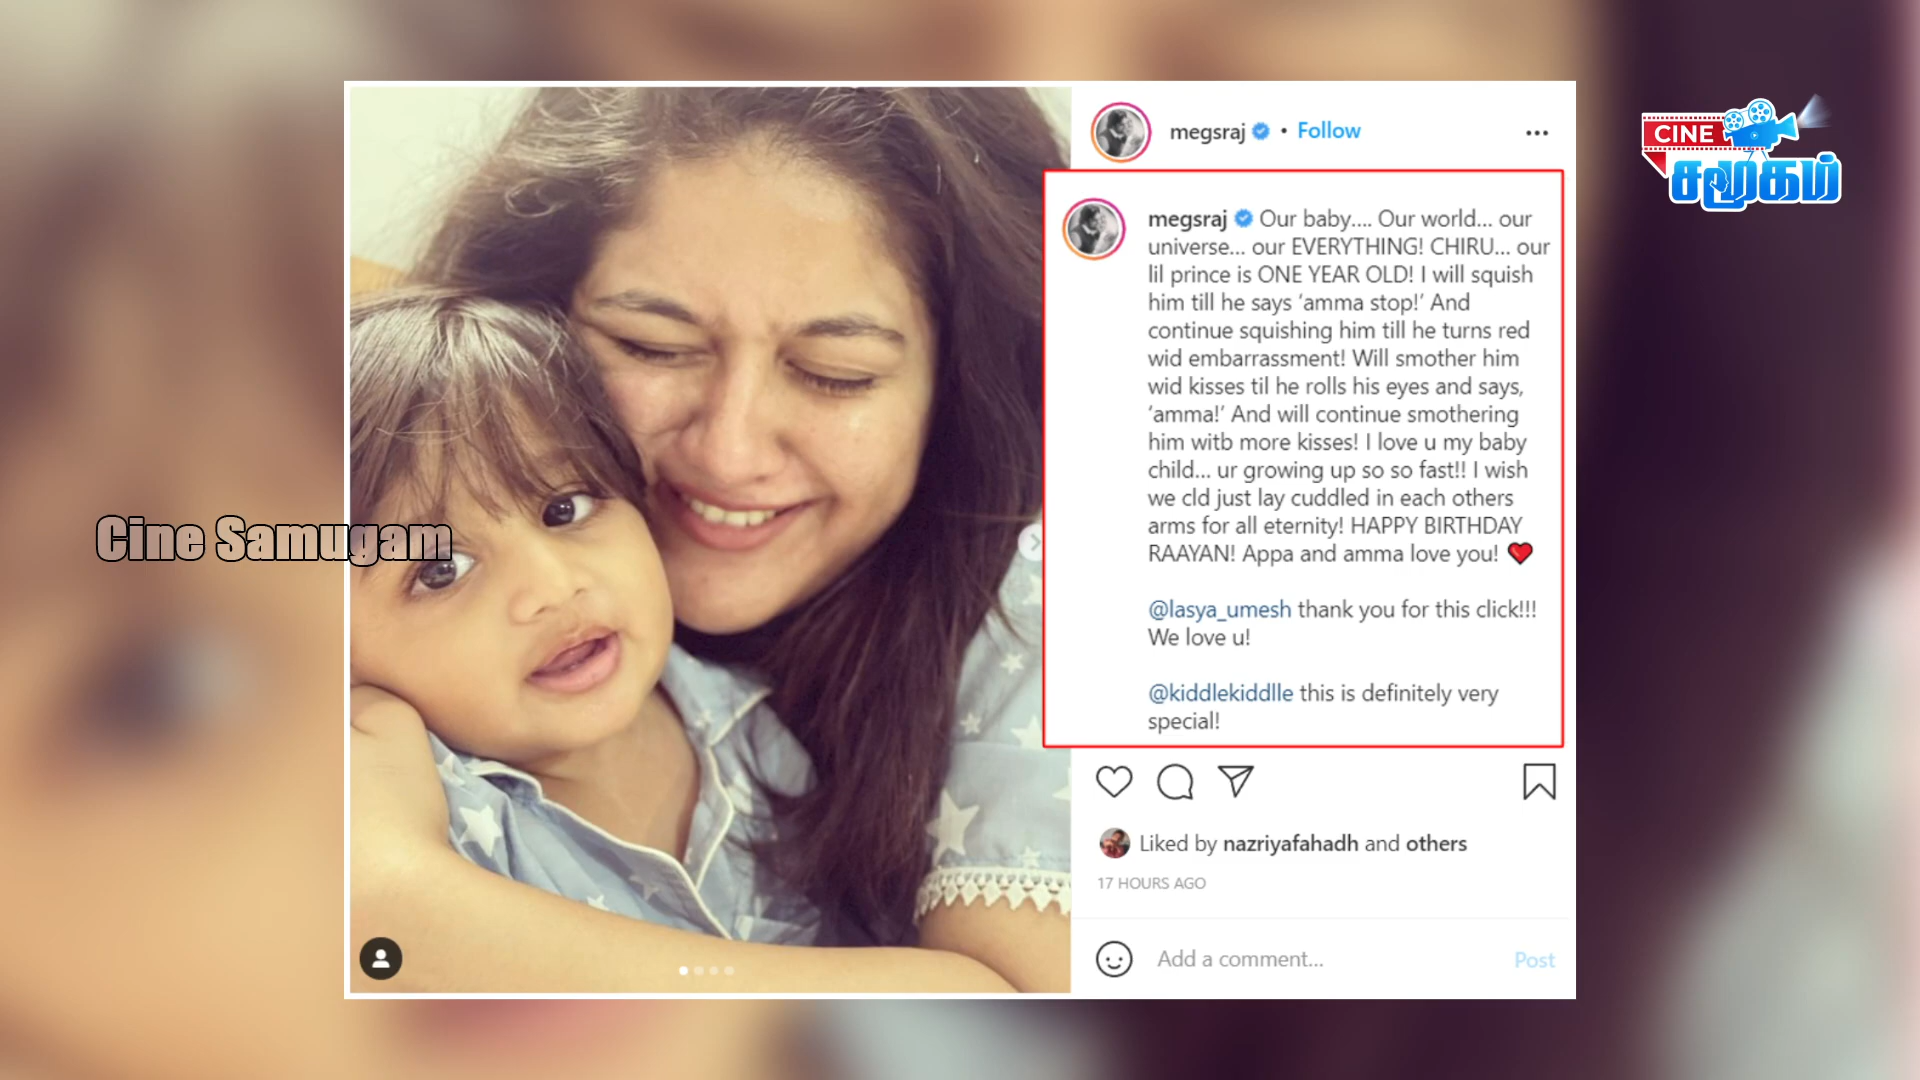 megsraj • Follow
CINE
சமூகம்
megsraj Our baby.... Our world... our
universe... our EVERYTHING! CHIRU... our
lil prince is ONE YEAR OLD! I will squish
him till he says ‘amma stop!’ And
continue squishing him till he turns red
wid embarrassment! Will smother him
wid kisses til he rolls his eyes and says,
‘amma!’ And will continue smothering
him witb more kisses! I love u my baby
child... ur growing up so so fast!! I wish
we cld just lay cuddled in each others
arms for all eternity! HAPPY BIRTHDAY
RAAYAN! Appa and amma love you! ❤️
@lasya_umesh thank you for this click!!!
We love u!
@kiddlekiddlle this is definitely very
special!
Cine Samugam
Liked by nazriyafahadh and others
17 HOURS AGO
Add a comment...
Post